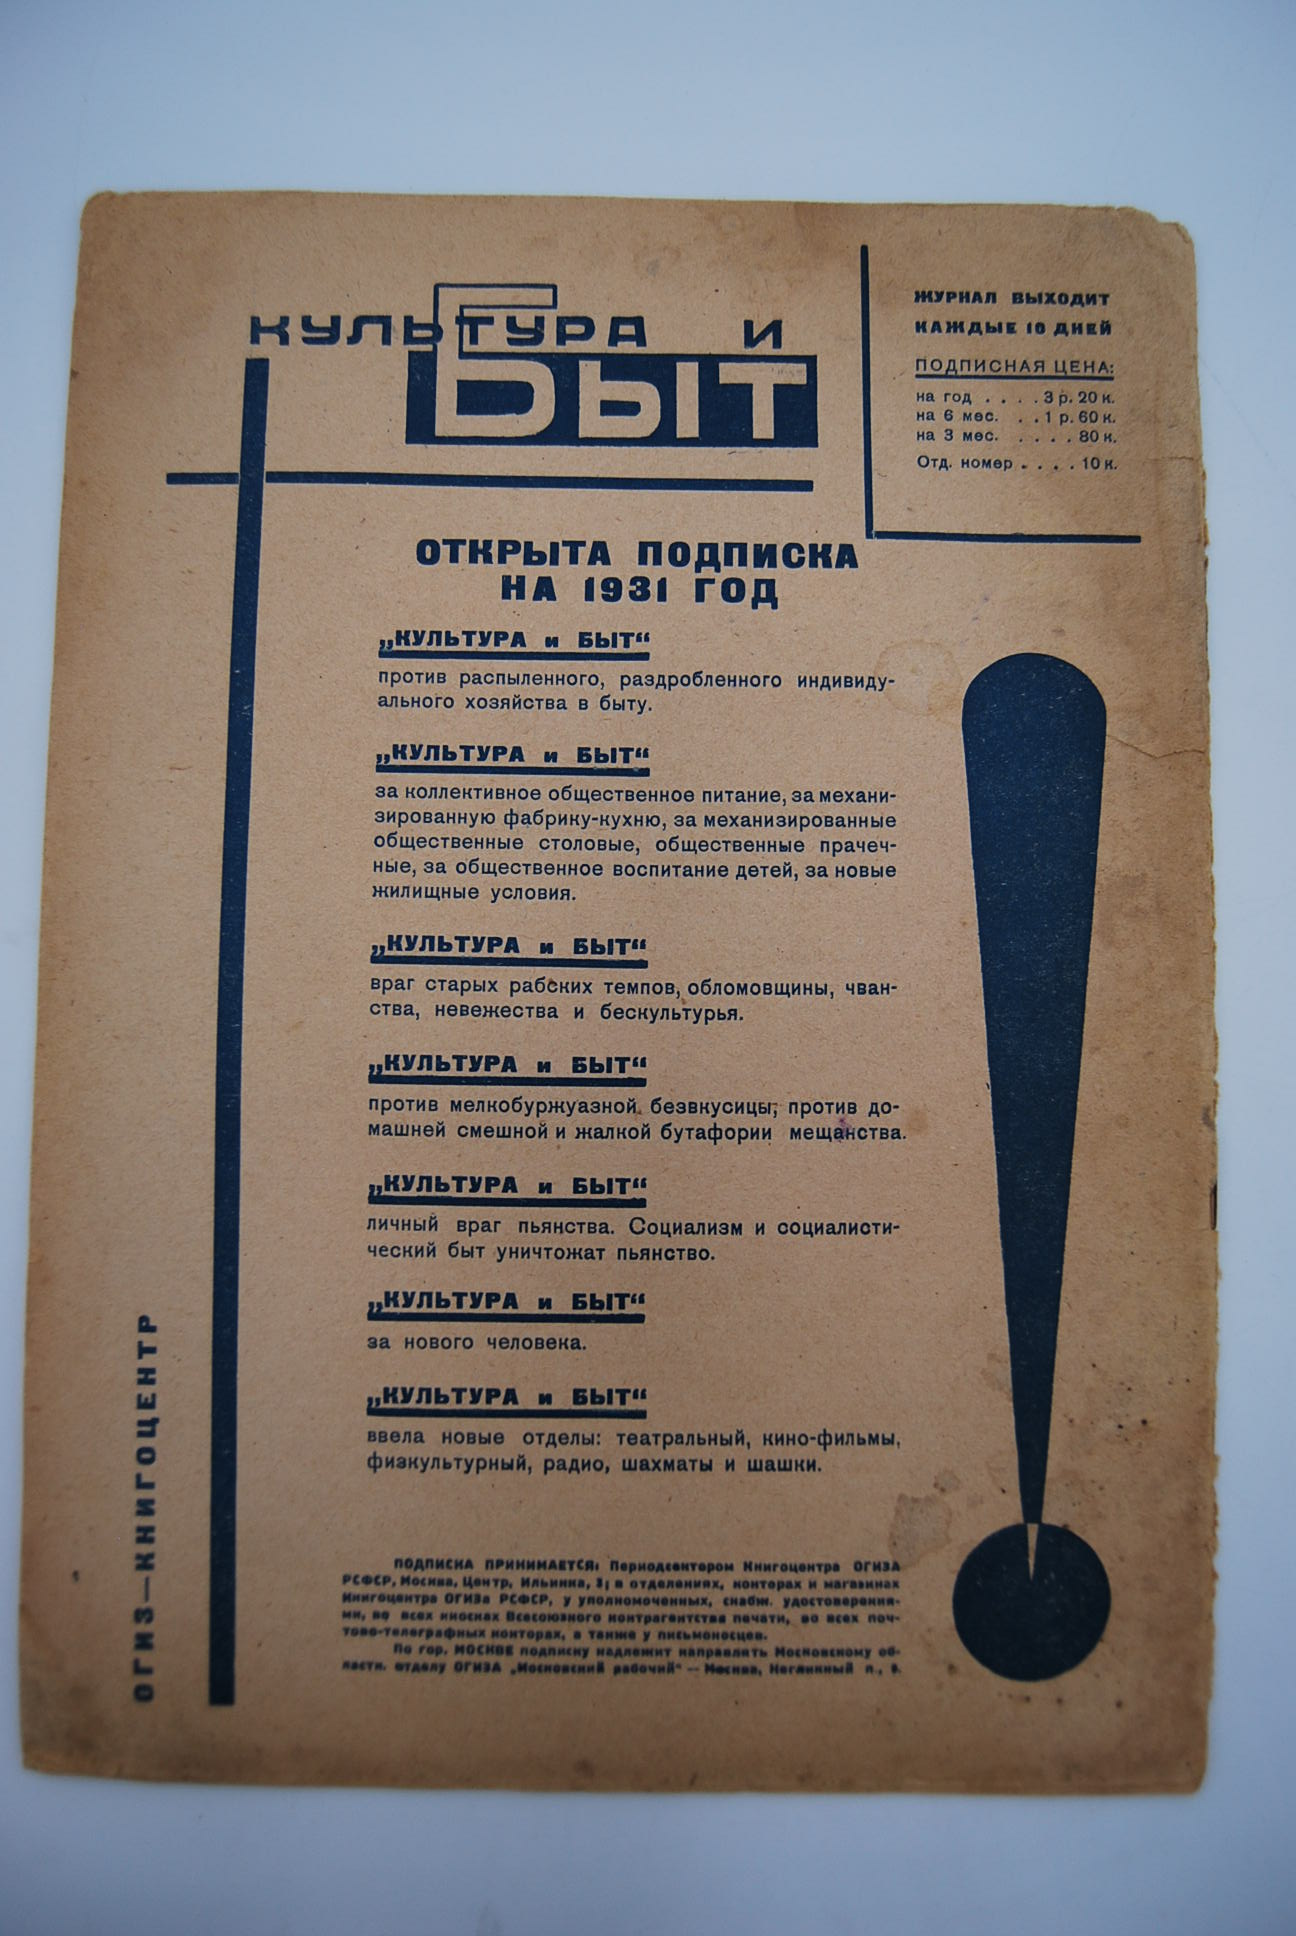 КУЛЬТУРА И
БЫТ
ЖУРНАЛ ВЫХОДИТ
КАЖДЫЕ 10 ДНЕЙ
ПОДПИСНАЯ ЦЕНА:
на год . . . . 3 р. 20 к.
на 6 мес. . . 1 р. 60 к.
на 3 мес. . . . . 80 к.
Отд. номер . . . . 10 к.
ОТКРЫТА ПОДПИСКА
НА 1931 ГОД
„КУЛЬТУРА и БЫТ“
против распыленного, раздробленного индивиду-
ального хозяйства в быту.
„КУЛЬТУРА и БЫТ“
за коллективное общественное питание, за механи-
зированную фабрику-кухню, за механизированные
общественные столовые, общественные прачеч-
ные, за общественное воспитание детей, за новые
жилищные условия.
„КУЛЬТУРА и БЫТ“
враг старых рабских темпов, обломовщины, чван-
ства, невежества и бескультурья.
„КУЛЬТУРА и БЫТ“
против мелкобуржуазной безвкусицы, против до-
машней смешной и жалкой бутафории мещанства.
„КУЛЬТУРА и БЫТ“
личный враг пьянства. Социализм и социалисти-
ческий быт уничтожат пьянство.
„КУЛЬТУРА и БЫТ“
за нового человека.
„КУЛЬТУРА и БЫТ“
ввела новые отделы: театральный, кино-фильмы,
физкультурный, радио, шахматы и шашки.
ПОДПИСКА ПРИНИМАЕТСЯ: Периодсектором Книгоцентра ОГИЗА
РСФСР, Москва, Центр, Ильинка, 3; в отделениях, конторах и магазинах
Книгоцентра ОГИЗа РСФСР, у уполномоченных, снабж. удостоверения-
ми, во всех киосках Всесоюзного контрагентства печати, во всех поч-
тово-телеграфных конторах, а также у письмоносцев.
По гор. МОСКВЕ подписку надлежит направлять Московскому об-
ластн. отделу ОГИЗА „Московский рабочий“ — Москва, Неглинный п., 9.
ОГИЗ—КНИГОЦЕНТР